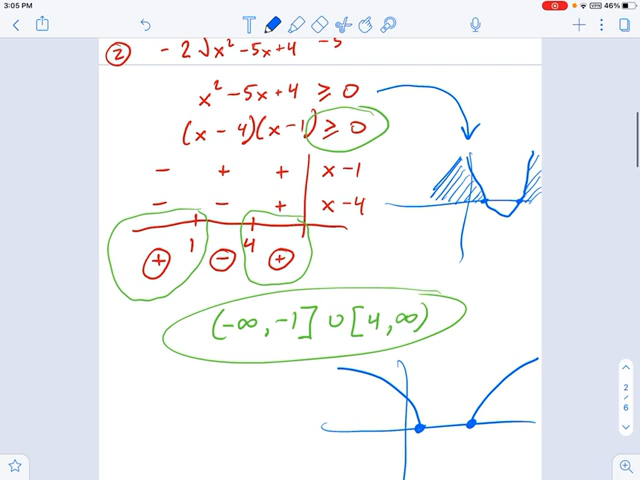 3:05 PM
46%
② -2√x²-5x+4 -5
x² - 5x + 4 ≥ 0
(x - 4)(x - 1) ≥ 0
- + + x - 1
- - + x - 4
1 4
+ - +
(-∞, -1] ∪ [4, ∞)
2
/
6